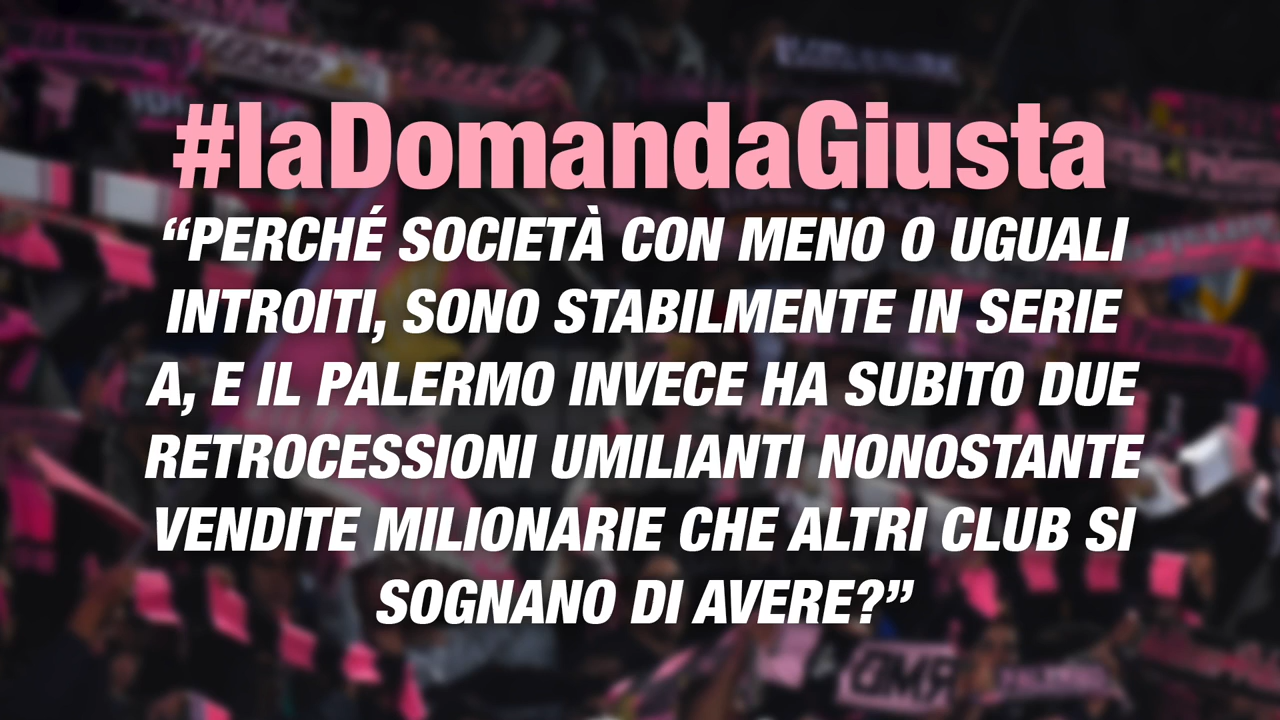 #laDomandaGiusta
“PERCHÉ SOCIETÀ CON MENO O UGUALI
INTROITI, SONO STABILMENTE IN SERIE
A, E IL PALERMO INVECE HA SUBITO DUE
RETROCESSIONI UMILIANTI NONOSTANTE
VENDITE MILIONARIE CHE ALTRI CLUB SI
SOGNANO DI AVERE?”